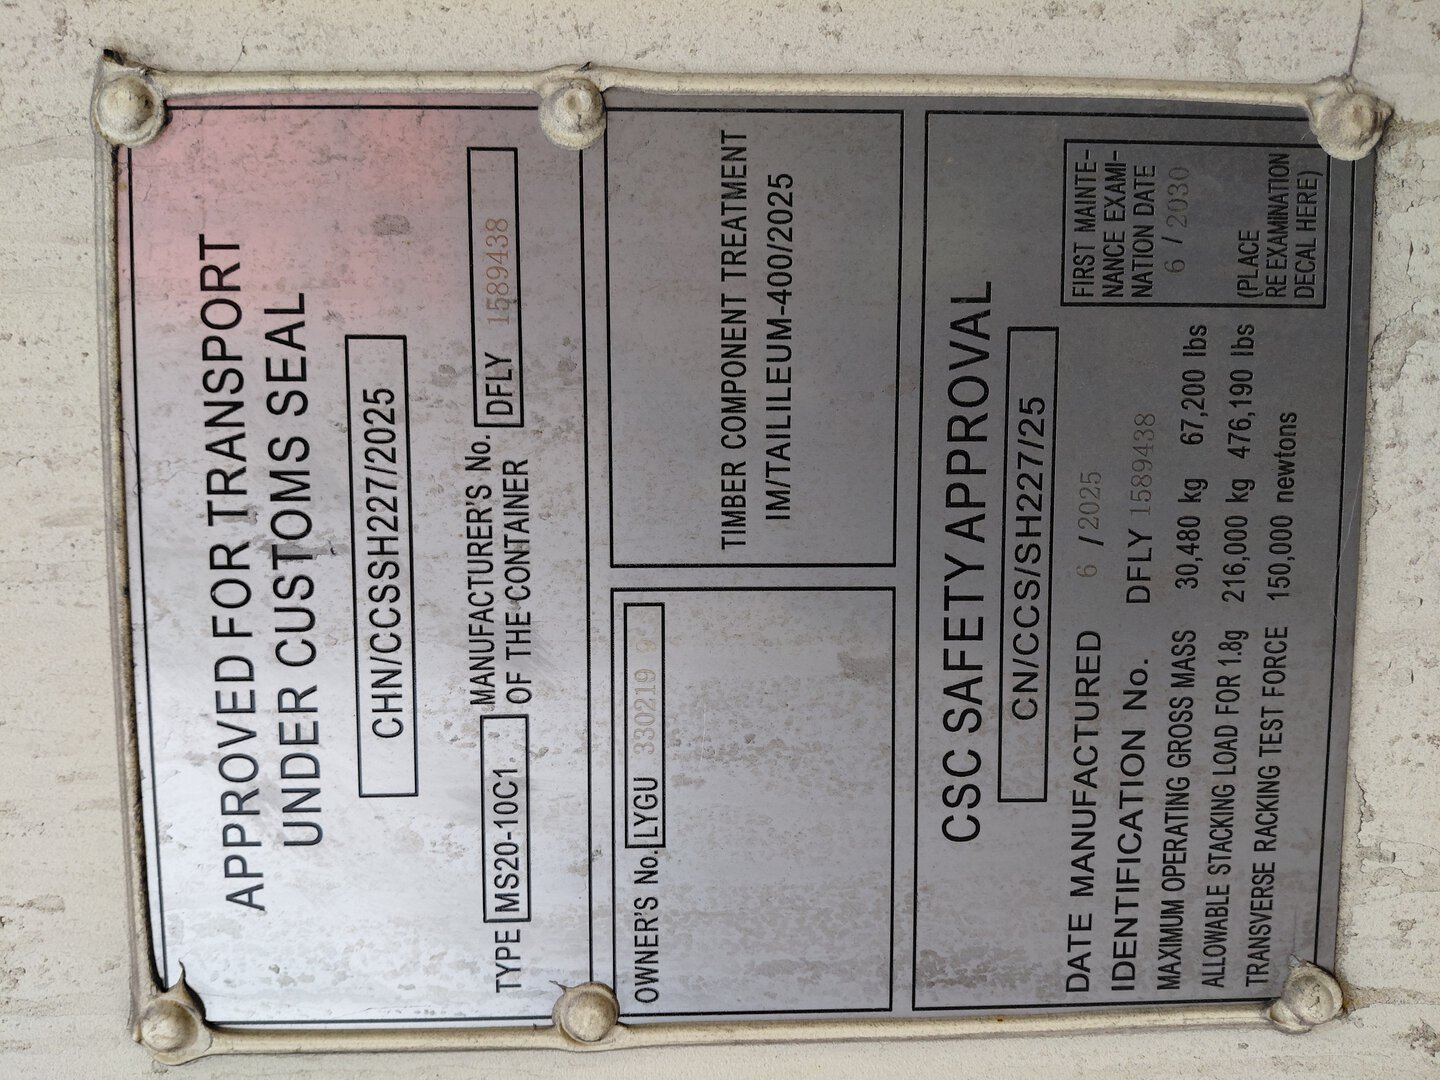 APPROVED FOR TRANSPORT
UNDER CUSTOMS SEAL
CHN/CCSSH227/2025
TYPE MS20-10C1
MANUFACTURER'S No.
OF THE CONTAINER
DFLY 1589438
OWNER'S No. LYGU 330219 9
TIMBER COMPONENT TREATMENT
IM/TAILILEUM-400/2025
CSC SAFETY APPROVAL
CN/CCS/SH227/25
DATE MANUFACTURED 6 / 2025
IDENTIFICATION No. DFLY 1589438
MAXIMUM OPERATING GROSS MASS 30,480 kg 67,200 lbs
ALLOWABLE STACKING LOAD FOR 1.8g 216,000 kg 476,190 lbs
TRANSVERSE RACKING TEST FORCE 150,000 newtons
FIRST MAINTE-
NANCE EXAMI-
NATION DATE
6 / 2030
(PLACE
RE EXAMINATION
DECAL HERE)